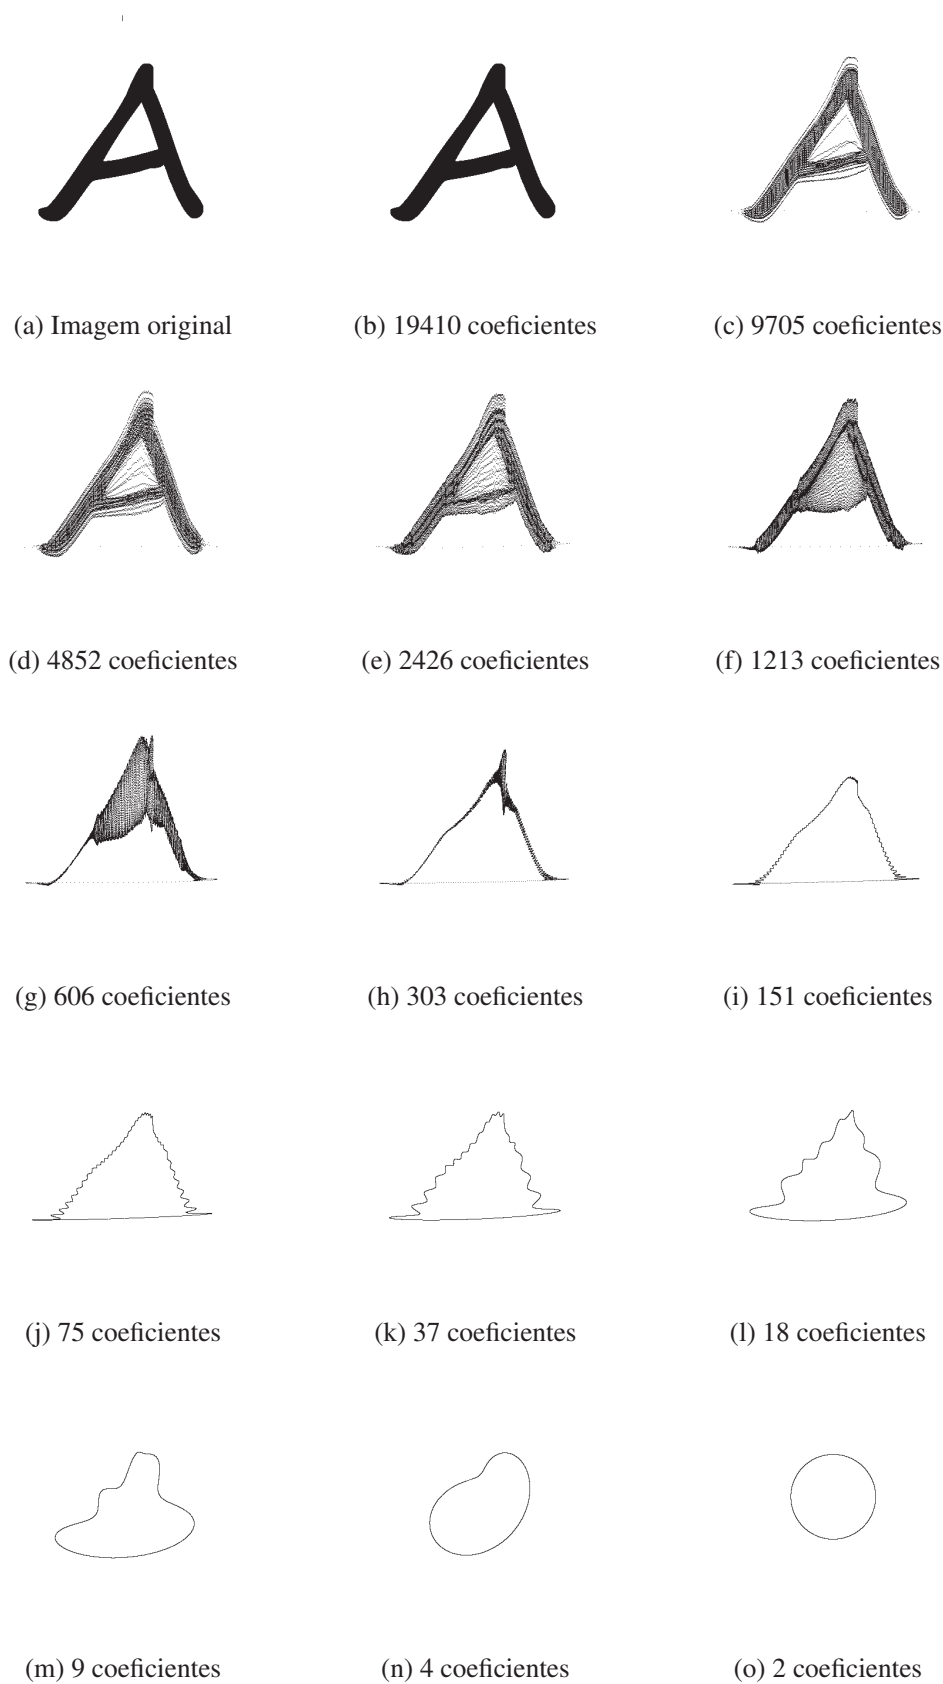 A A A
(a) Imagem original (b) 19410 coeficientes (c) 9705 coeficientes
A A A
(d) 4852 coeficientes (e) 2426 coeficientes (f) 1213 coeficientes
(g) 606 coeficientes (h) 303 coeficientes (i) 151 coeficientes
(j) 75 coeficientes (k) 37 coeficientes (l) 18 coeficientes
(m) 9 coeficientes (n) 4 coeficientes (o) 2 coeficientes